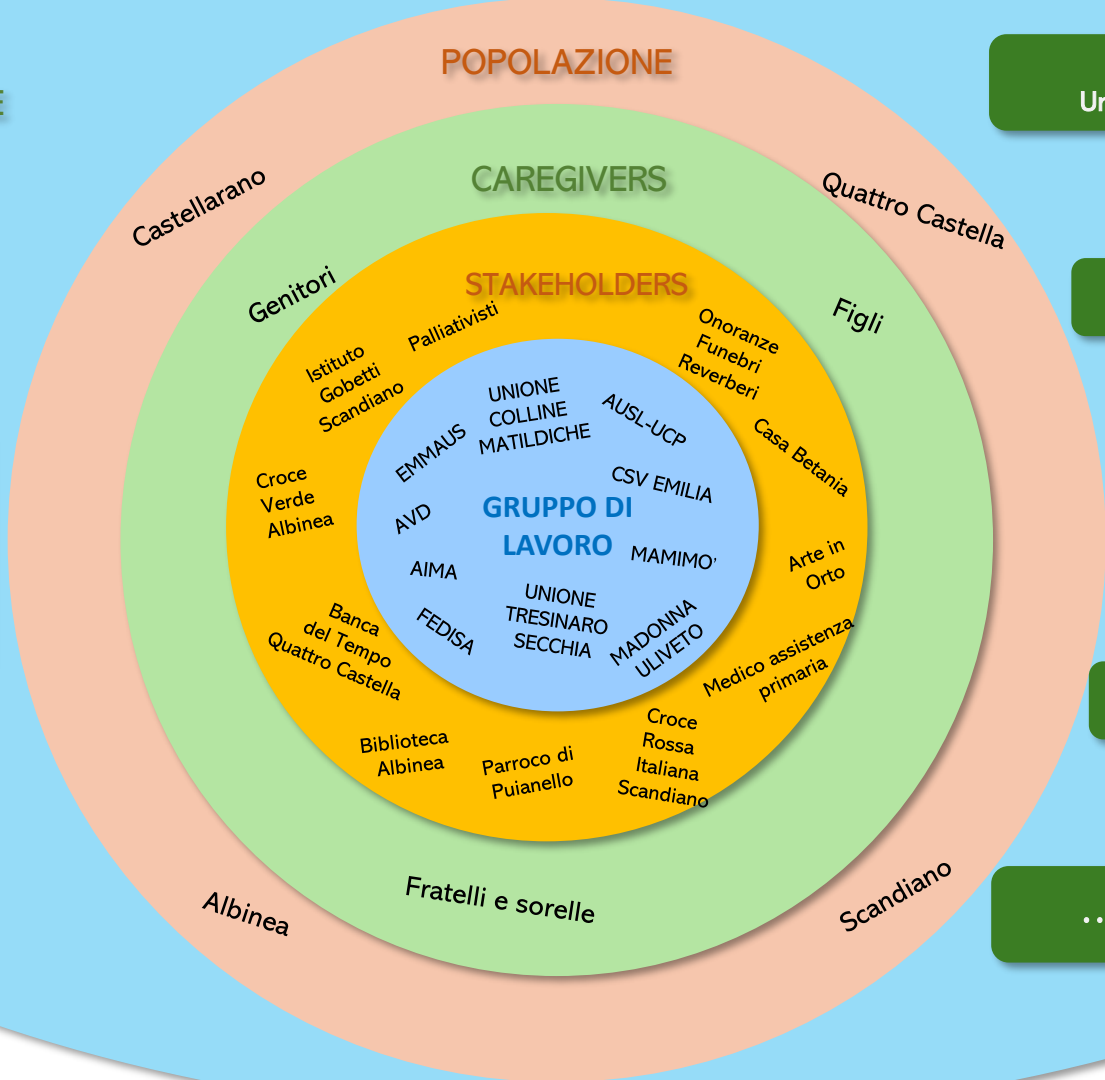 POPOLAZIONE
Castellarano
Quattro Castella
CAREGIVERS
Genitori
Figli
STAKEHOLDERS
Palliativisti
Istituto
Gobetti
Scandiano
Onoranze
Funebri
Reverberi
Casa Betania
Croce
Verde
Albinea
Arte in
Orto
Medico assistenza
primaria
Banca
del Tempo
Quattro Castella
Biblioteca
Albinea
Parroco di
Puianello
Croce
Rossa
Italiana
Scandiano
UNIONE
COLLINE
MATILDICHE
AUSL-UCP
EMMAUS
CSV EMILIA
AVD
GRUPPO DI
LAVORO
MAMIMO'
AIMA
UNIONE
TRESINARO
SECCHIA
FEDISA
MADONNA
ULIVETO
Fratelli e sorelle
Albinea
Scandiano